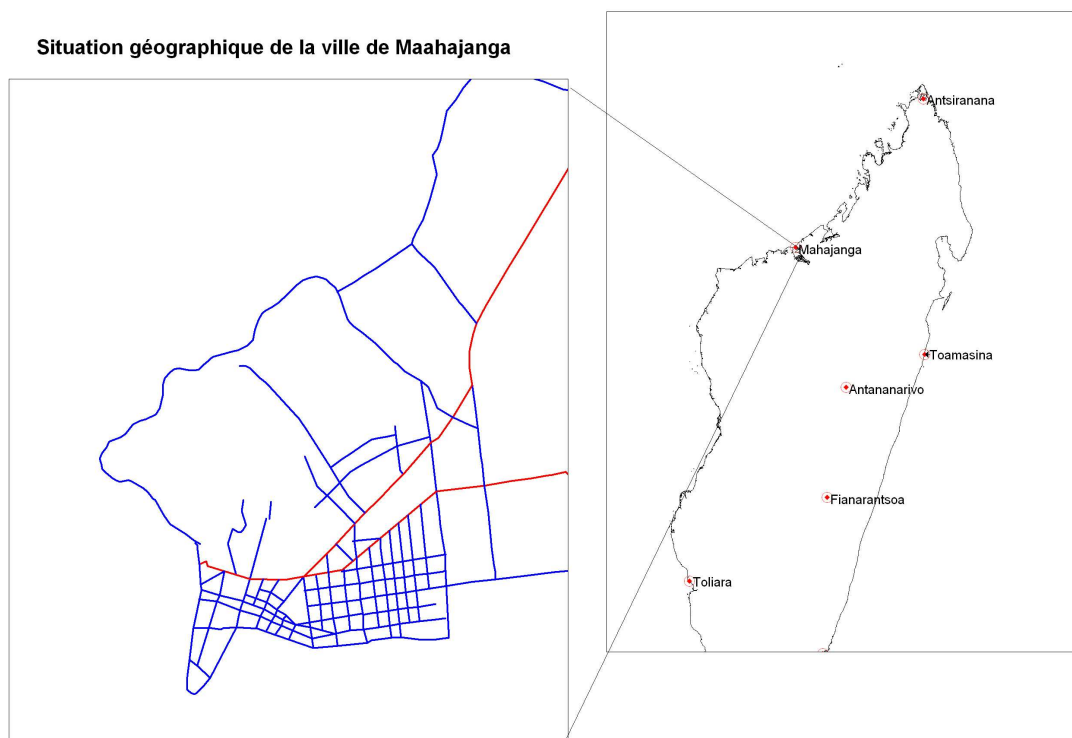 Situation géographique de la ville de Maahajanga
Antsiranana
Mahajanga
Toamasina
Antananarivo
Fianarantsoa
Toliara